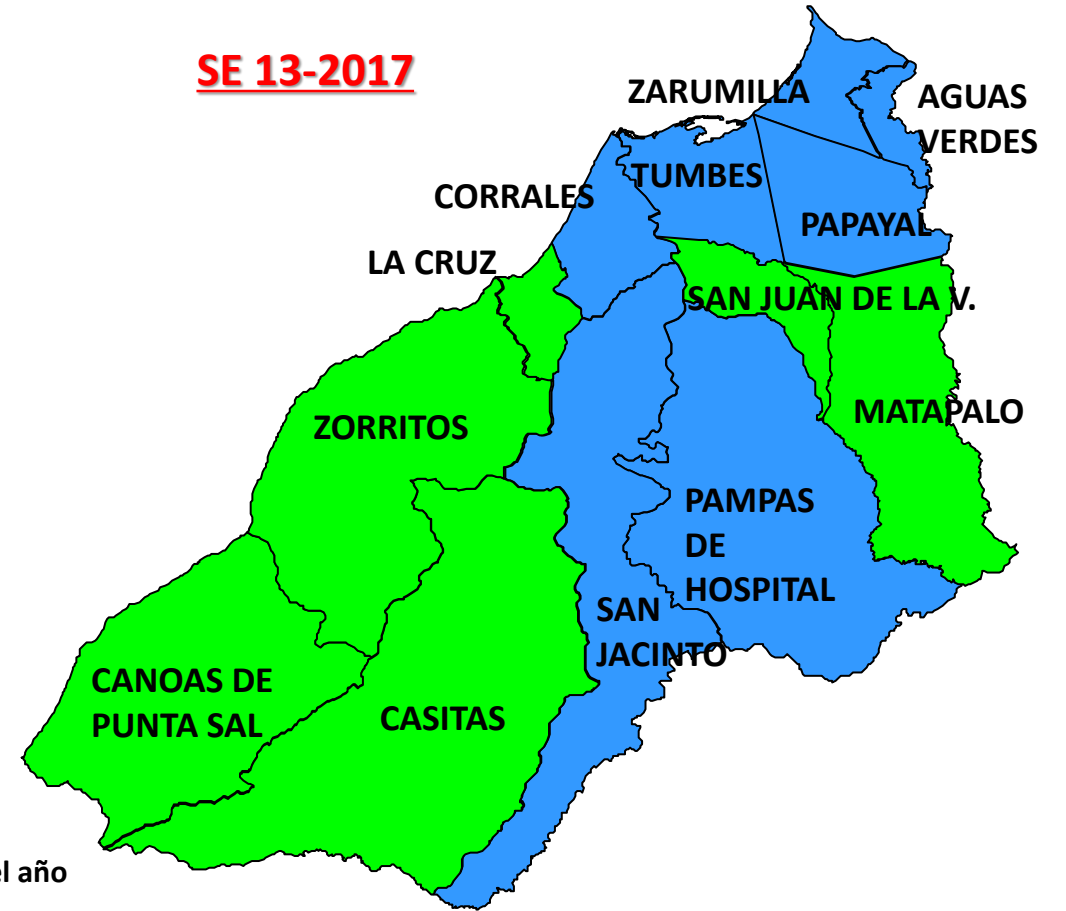 SE 13-2017
ZARUMILLA
AGUAS
VERDES
TUMBES
CORRALES
PAPAYAL
LA CRUZ
SAN JUAN DE LA V.
MATAPALO
ZORRITOS
PAMPAS
DE
HOSPITAL
SAN
JACINTO
CANOAS DE
PUNTA SAL
CASITAS
año